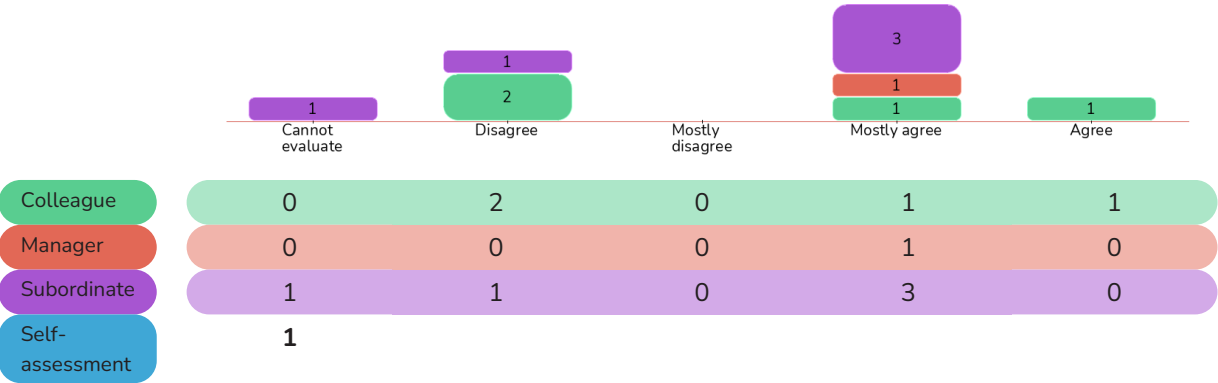 3
1
1
2
1
1
1
1
Cannot
evaluate
Disagree
Mostly
disagree
Mostly agree
Agree
Colleague 0 2 0 1 1
Manager 0 0 0 1 0
Subordinate 1 1 0 3 0
Self-
assessment
1